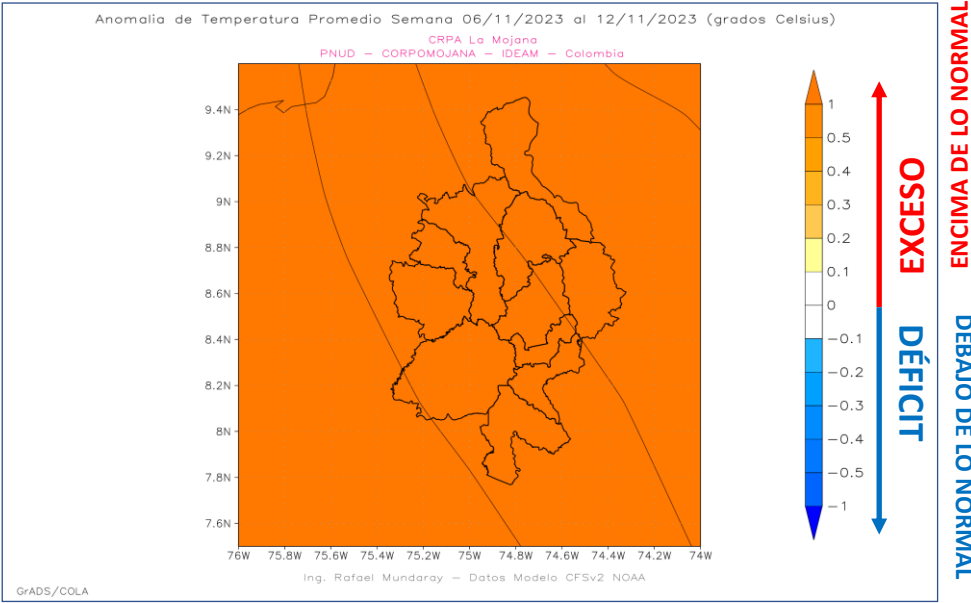 Anomalia de Temperatura Promedio Semana 06/11/2023 al 12/11/2023 (grados Celsius)
CRPA La Mojana
PNUD – CORPOMOJANA – IDEAM – Colombia
9.4N
9.2N
9N
8.8N
8.6N
8.4N
8.2N
8N
7.8N
7.6N
76W 75.8W 75.6W 75.4W 75.2W 75W 74.8W 74.6W 74.4W 74.2W 74W
1
0.5
0.4
0.3
0.2
0.1
0
−0.1
−0.2
−0.3
−0.4
−0.5
−1
EXCESO
DÉFICIT
ENCIMA DE LO NORMAL
DEBAJO DE LO NORMAL
Ing. Rafael Mundaray – Datos Modelo CFSv2 NOAA
GrADS/COLA